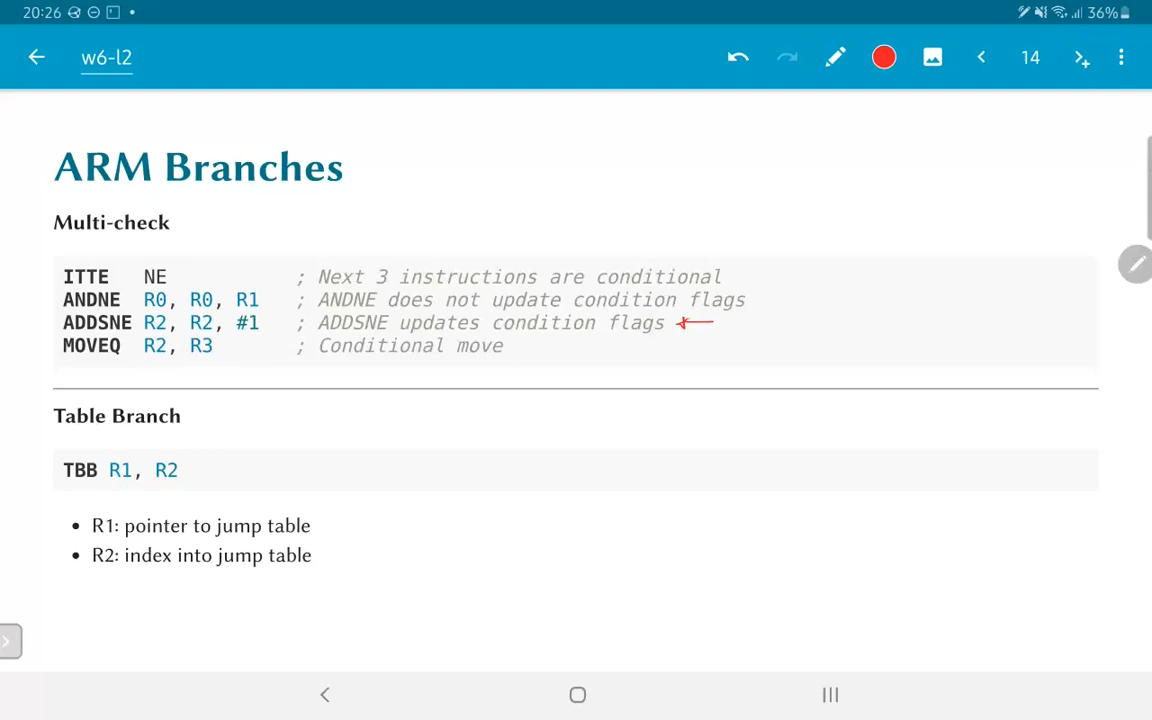 20:26
36%
w6-l2
14
ARM Branches
Multi-check
ITTE NE ; Next 3 instructions are conditional
ANDNE R0, R0, R1 ; ANDNE does not update condition flags
ADDSNE R2, R2, #1 ; ADDSNE updates condition flags
MOVEQ R2, R3 ; Conditional move
Table Branch
TBB R1, R2
• R1: pointer to jump table
• R2: index into jump table